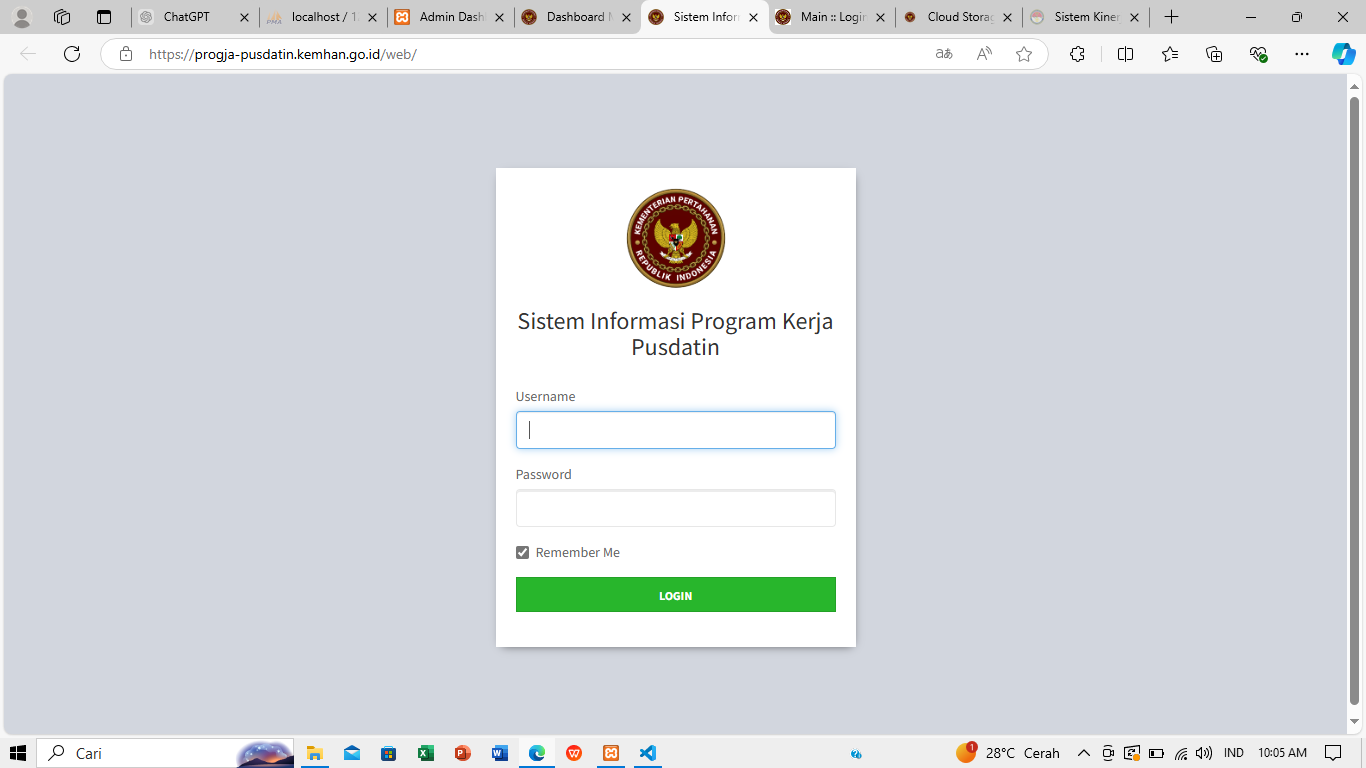 ChatGPT
localhost / 1
Admin Dash
Dashboard
Sistem Infor
Main :: Login
Cloud Storag
Sistem Kiner
https://progja-pusdatin.kemhan.go.id/web/
KEMENTERIAN PERTAHANAN
REPUBLIK INDONESIA
Sistem Informasi Program Kerja
Pusdatin
Username
Password
Remember Me
LOGIN
Cari
1
28°C Cerah
IND
10:05 AM